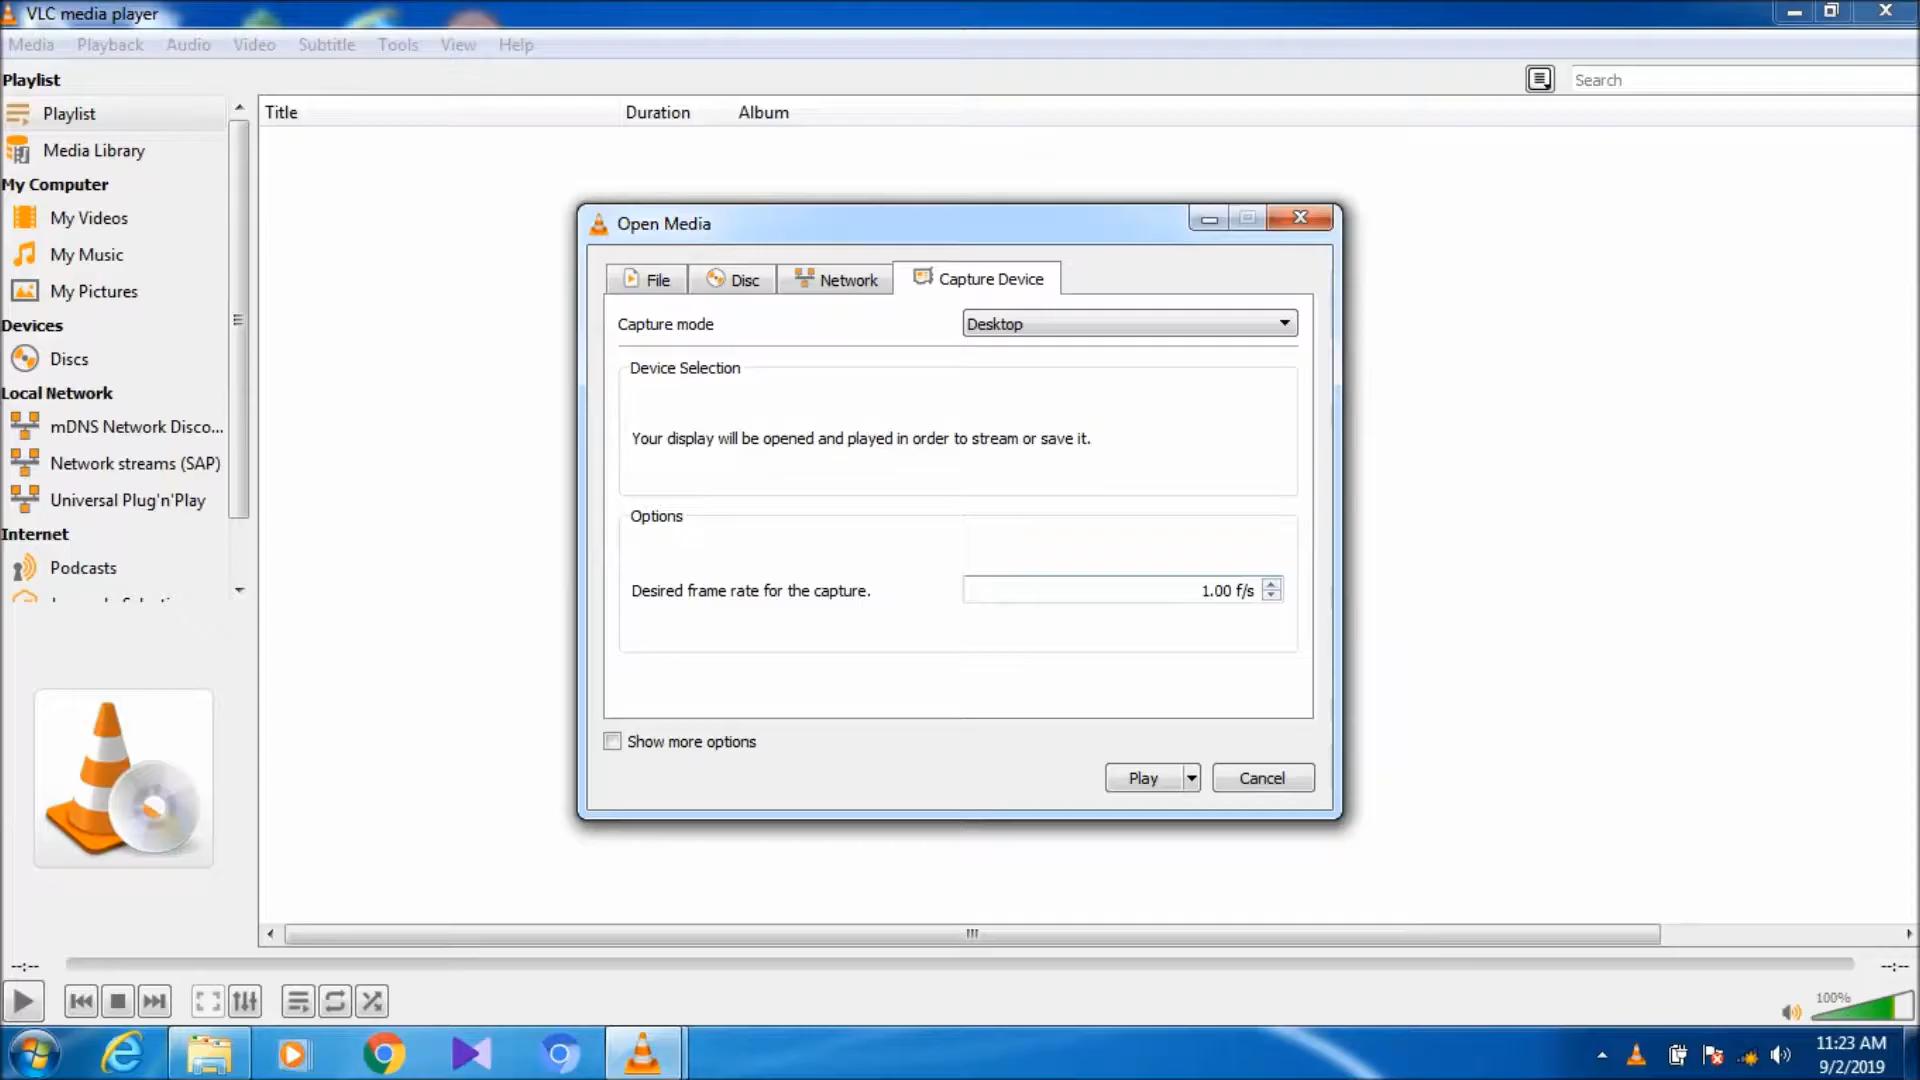 VLC media player
Media Playback Audio Video Subtitle Tools View Help
Playlist
Search
Playlist
Title Duration Album
Media Library
My Computer
My Videos
My Music
My Pictures
Devices
Discs
Local Network
mDNS Network Disco...
Network streams (SAP)
Universal Plug'n'Play
Internet
Podcasts
Open Media
File Disc Network Capture Device
Capture mode Desktop
Device Selection
Your display will be opened and played in order to stream or save it.
Options
Desired frame rate for the capture. 1.00 f/s
Show more options
Play Cancel
--:-- --:--
100%
11:23 AM
9/2/2019